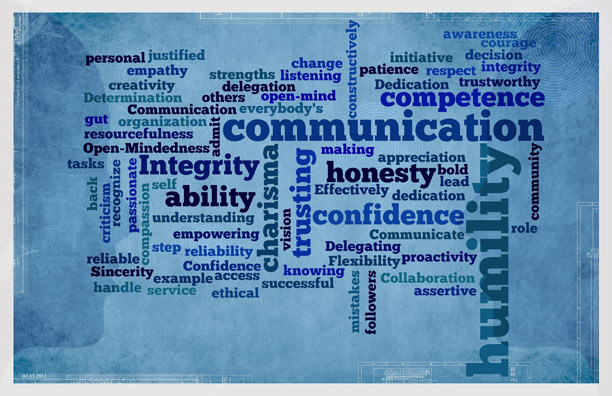 awareness
courage
personal justified
change
constructively
initiative decision
empathy
strengths listening
patience respect integrity
creativity
delegation
Dedication trustworthy
Determination others open-mind
competence
Communication everybody's
gut organization
admit
communication
resourcefulness
Open-Mindedness
making
appreciation
community
tasks
Integrity
charisma
trusting
honesty bold
humility
back
criticism
recognize
passionate
compassion
self
ability
Effectively
lead
dedication
understanding
vision
confidence
role
empowering
Communicate
step reliability
Delegating
reliable
Flexibility proactivity
Sincerity
Confidence
knowing
example access
mistakes
followers
Collaboration
handle service
successful
ethical
assertive